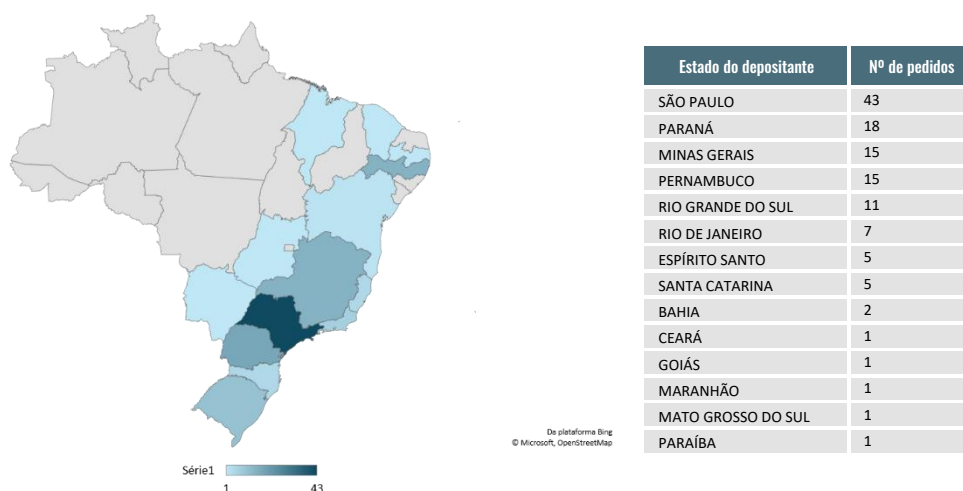 Estado do depositante Nº de pedidos
SÃO PAULO 43
PARANÁ 18
MINAS GERAIS 15
PERNAMBUCO 15
RIO GRANDE DO SUL 11
RIO DE JANEIRO 7
ESPÍRITO SANTO 5
SANTA CATARINA 5
BAHIA 2
CEARÁ 1
GOIÁS 1
MARANHÃO 1
MATO GROSSO DO SUL 1
PARAÍBA 1
Da plataforma Bing
© Microsoft, OpenStreetMap
Série1
1 43